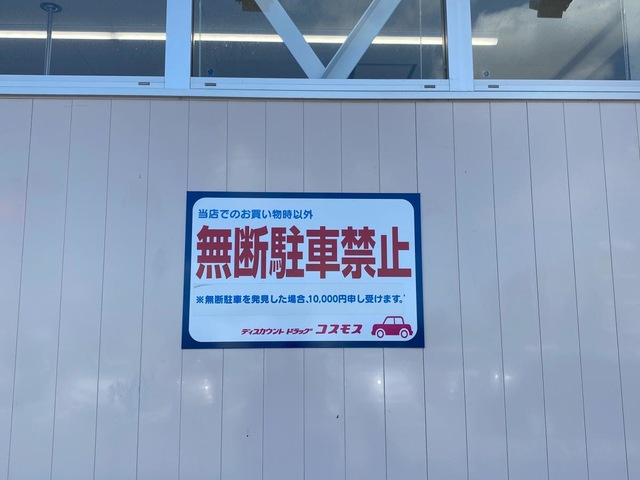 当店でのお買い物時以外
無断駐車禁止
※無断駐車を発見した場合、10,000円申し受けます。
ディスカウント ドラッグ コスモス